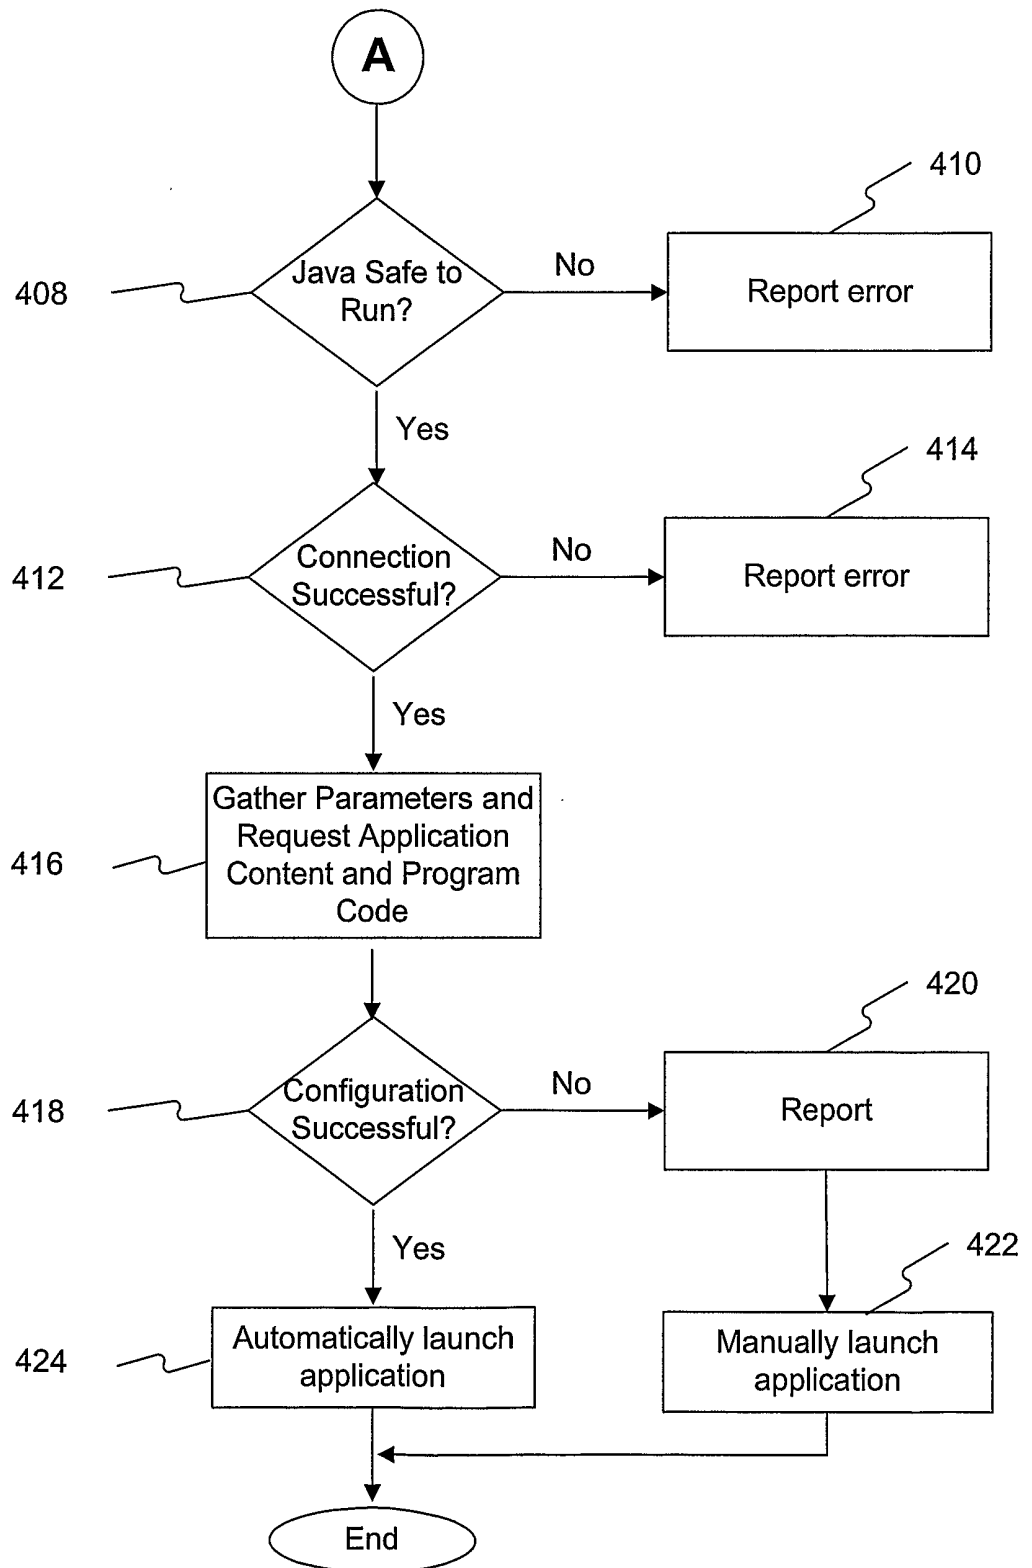 A
410
408
Java Safe to
Run?
No
Report error
Yes
414
412
Connection
Successful?
No
Report error
Yes
416
Gather Parameters and
Request Application
Content and Program
Code
420
418
Configuration
Successful?
No
Report
Yes
422
424
Automatically launch
application
Manually launch
application
End